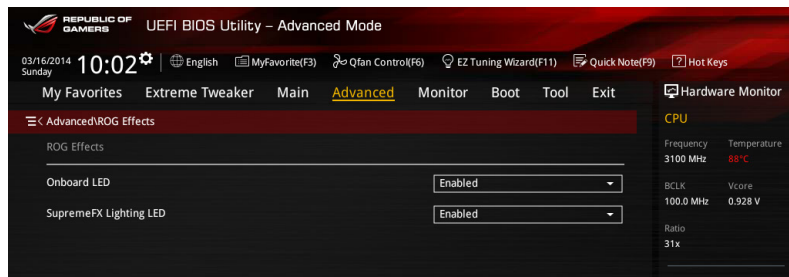 REPUBLIC OF
GAMERS
UEFI BIOS Utility – Advanced Mode
03/16/2014
Sunday
10:02
English
MyFavorite(F3)
Qfan Control(F6)
EZ Tuning Wizard(F11)
Quick Note(F9)
? Hot Keys
My Favorites Extreme Tweaker Main Advanced Monitor Boot Tool Exit
Advanced\ROG Effects
ROG Effects
Onboard LED Enabled
SupremeFX Lighting LED Enabled
Hardware Monitor
CPU
Frequency Temperature
3100 MHz 88°C
BCLK Vcore
100.0 MHz 0.928 V
Ratio
31x